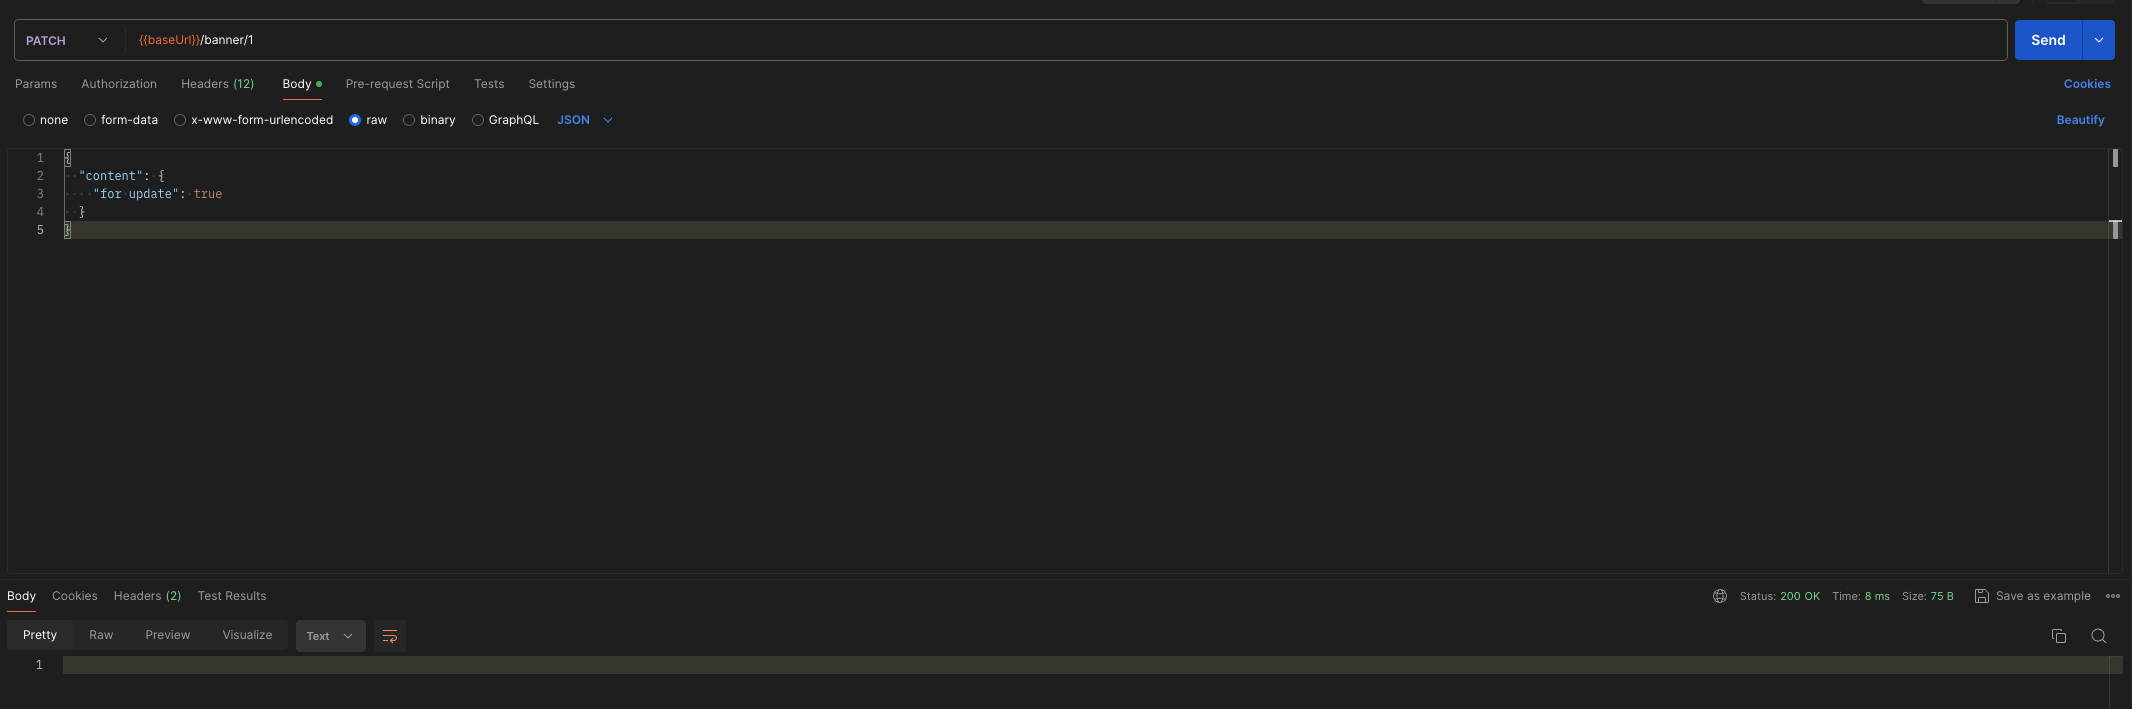 PATCH {{baseUrl}}/banner/1 Send
Params Authorization Headers (12) Body Pre-request Script Tests Settings Cookies
none form-data x-www-form-urlencoded raw binary GraphQL JSON Beautify
1 {
2 "content": {
3 "for update": true
4 }
5 }
Body Cookies Headers (2) Test Results Status: 200 OK Time: 8 ms Size: 75 B Save as example
Pretty Raw Preview Visualize Text
1